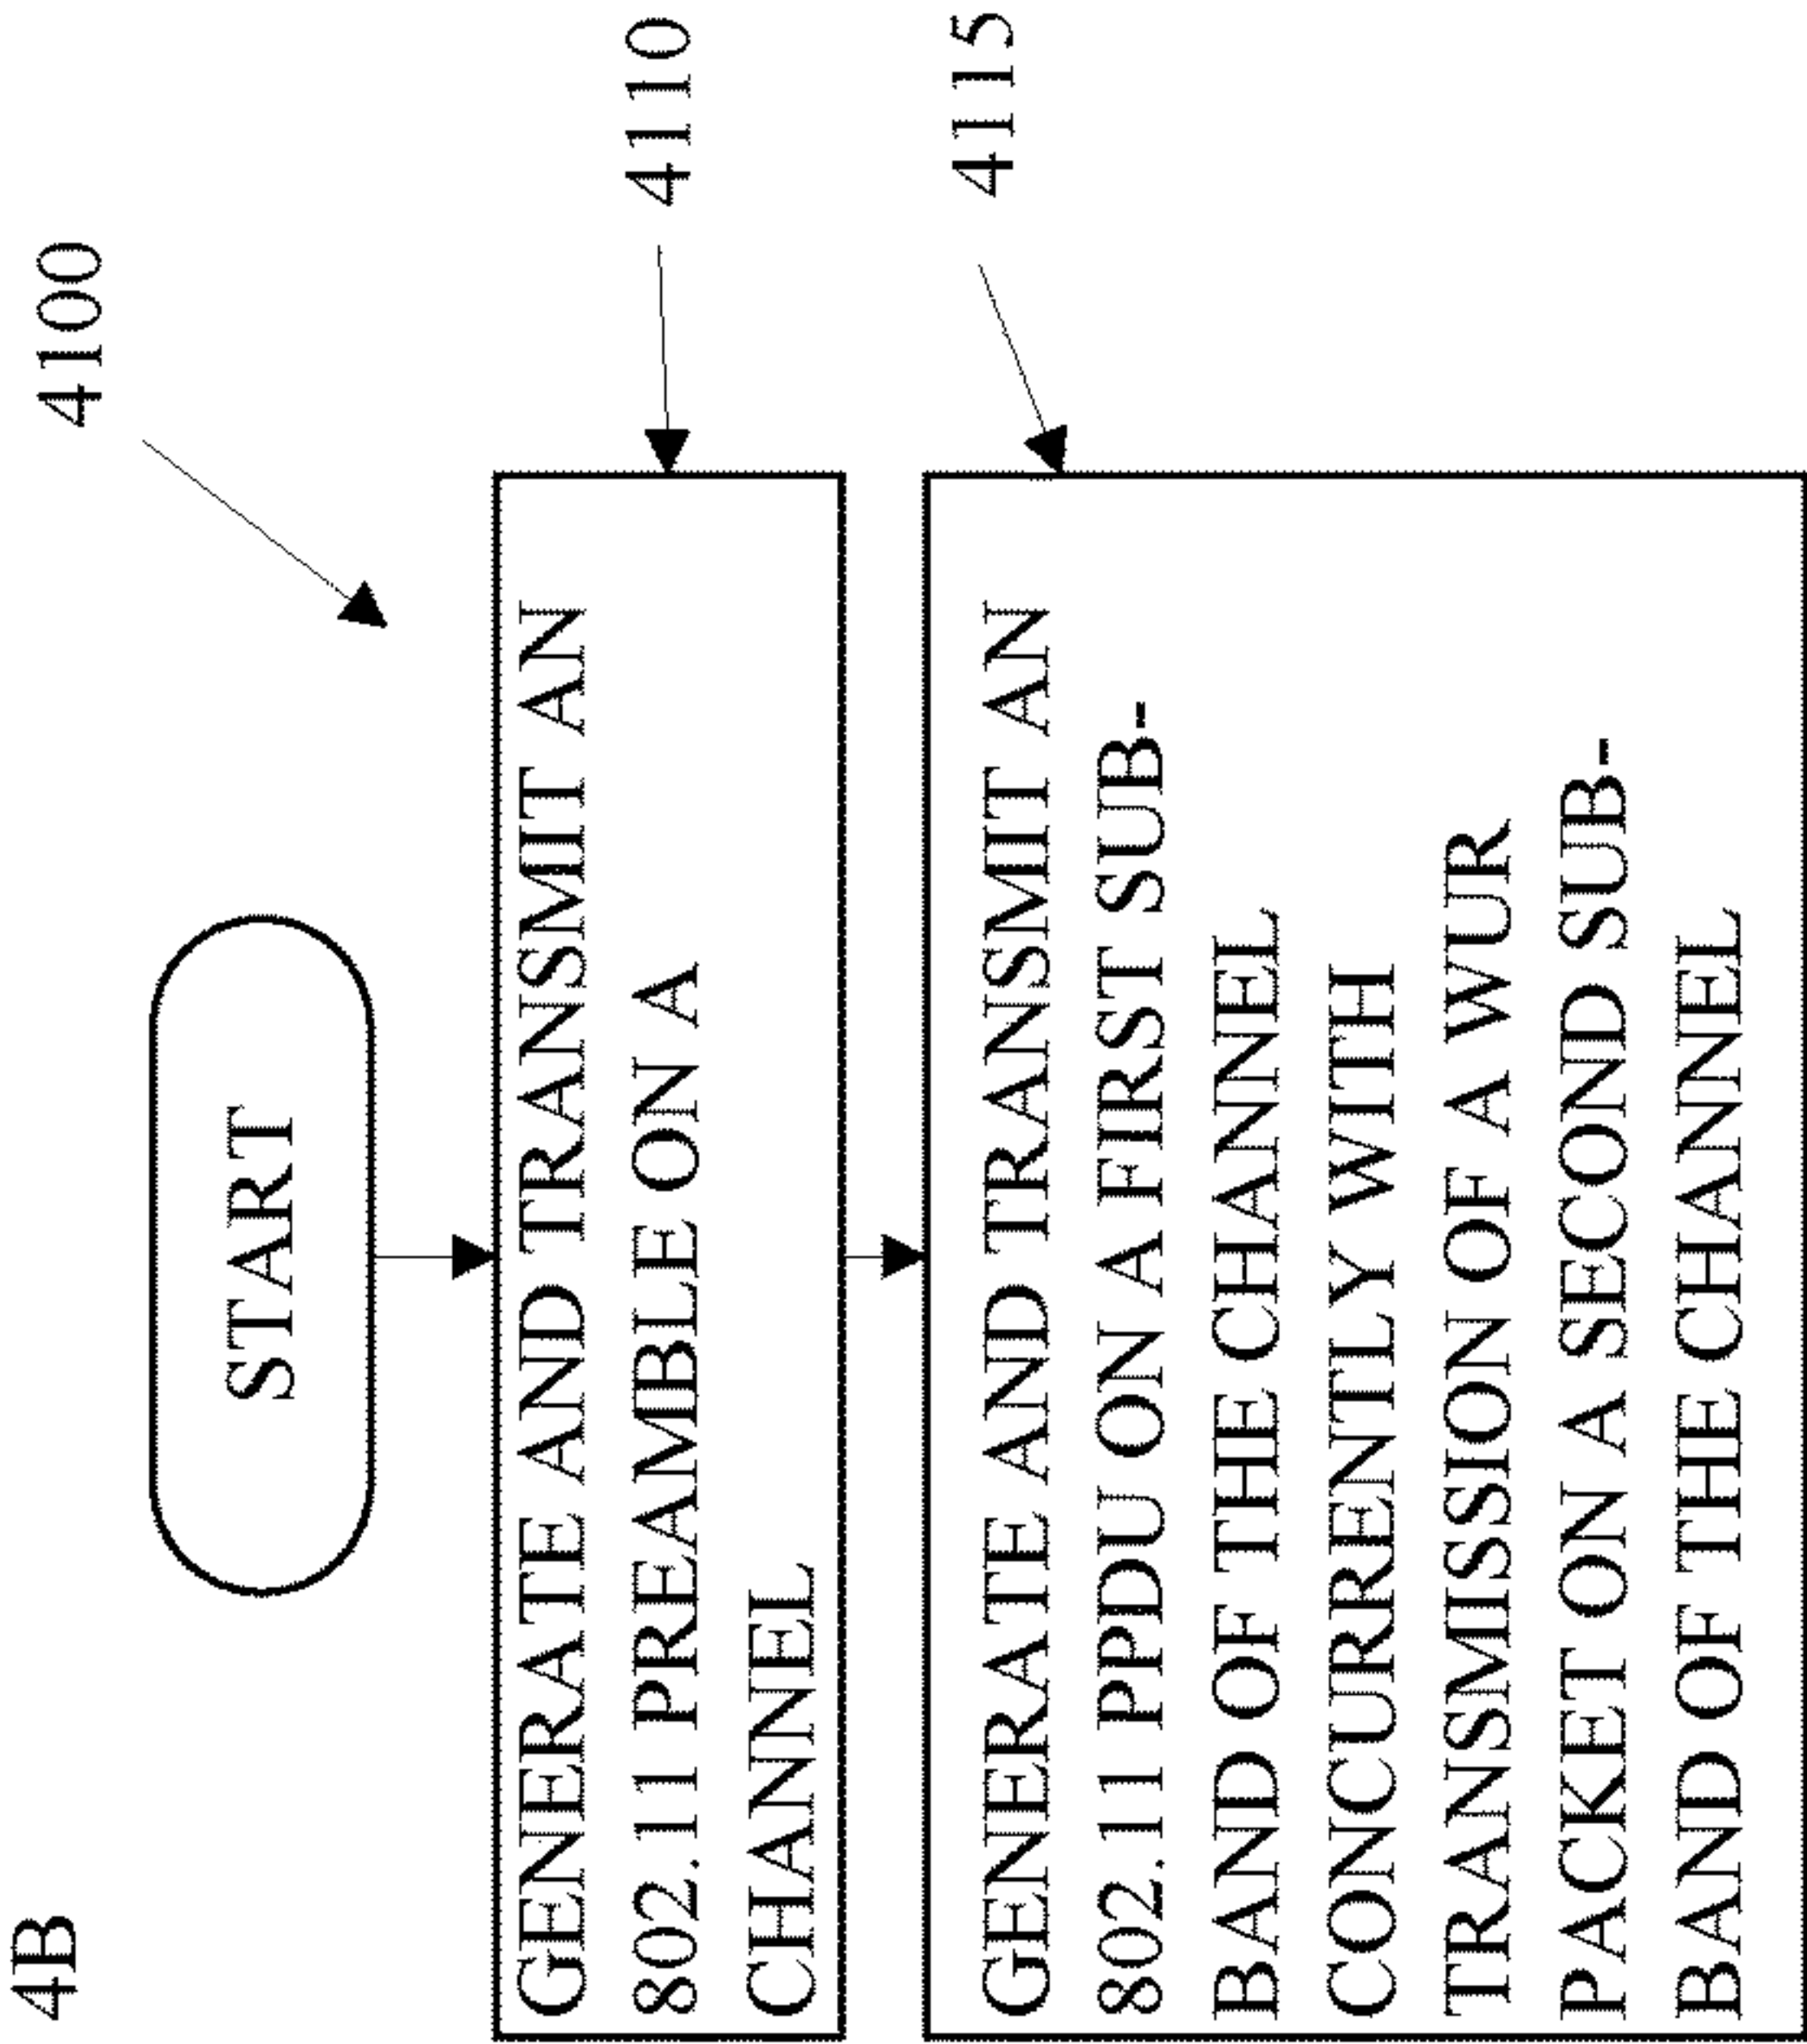 4B
4100
START
GENERATE AND TRANSMIT AN
802.11 PREAMBLE ON A
CHANNEL
4110
GENERATE AND TRANSMIT AN
802.11 PPDU ON A FIRST SUB-
BAND OF THE CHANNEL
CONCURRENTLY WITH
TRANSMISSION OF A WUR
PACKET ON A SECOND SUB-
BAND OF THE CHANNEL
4115